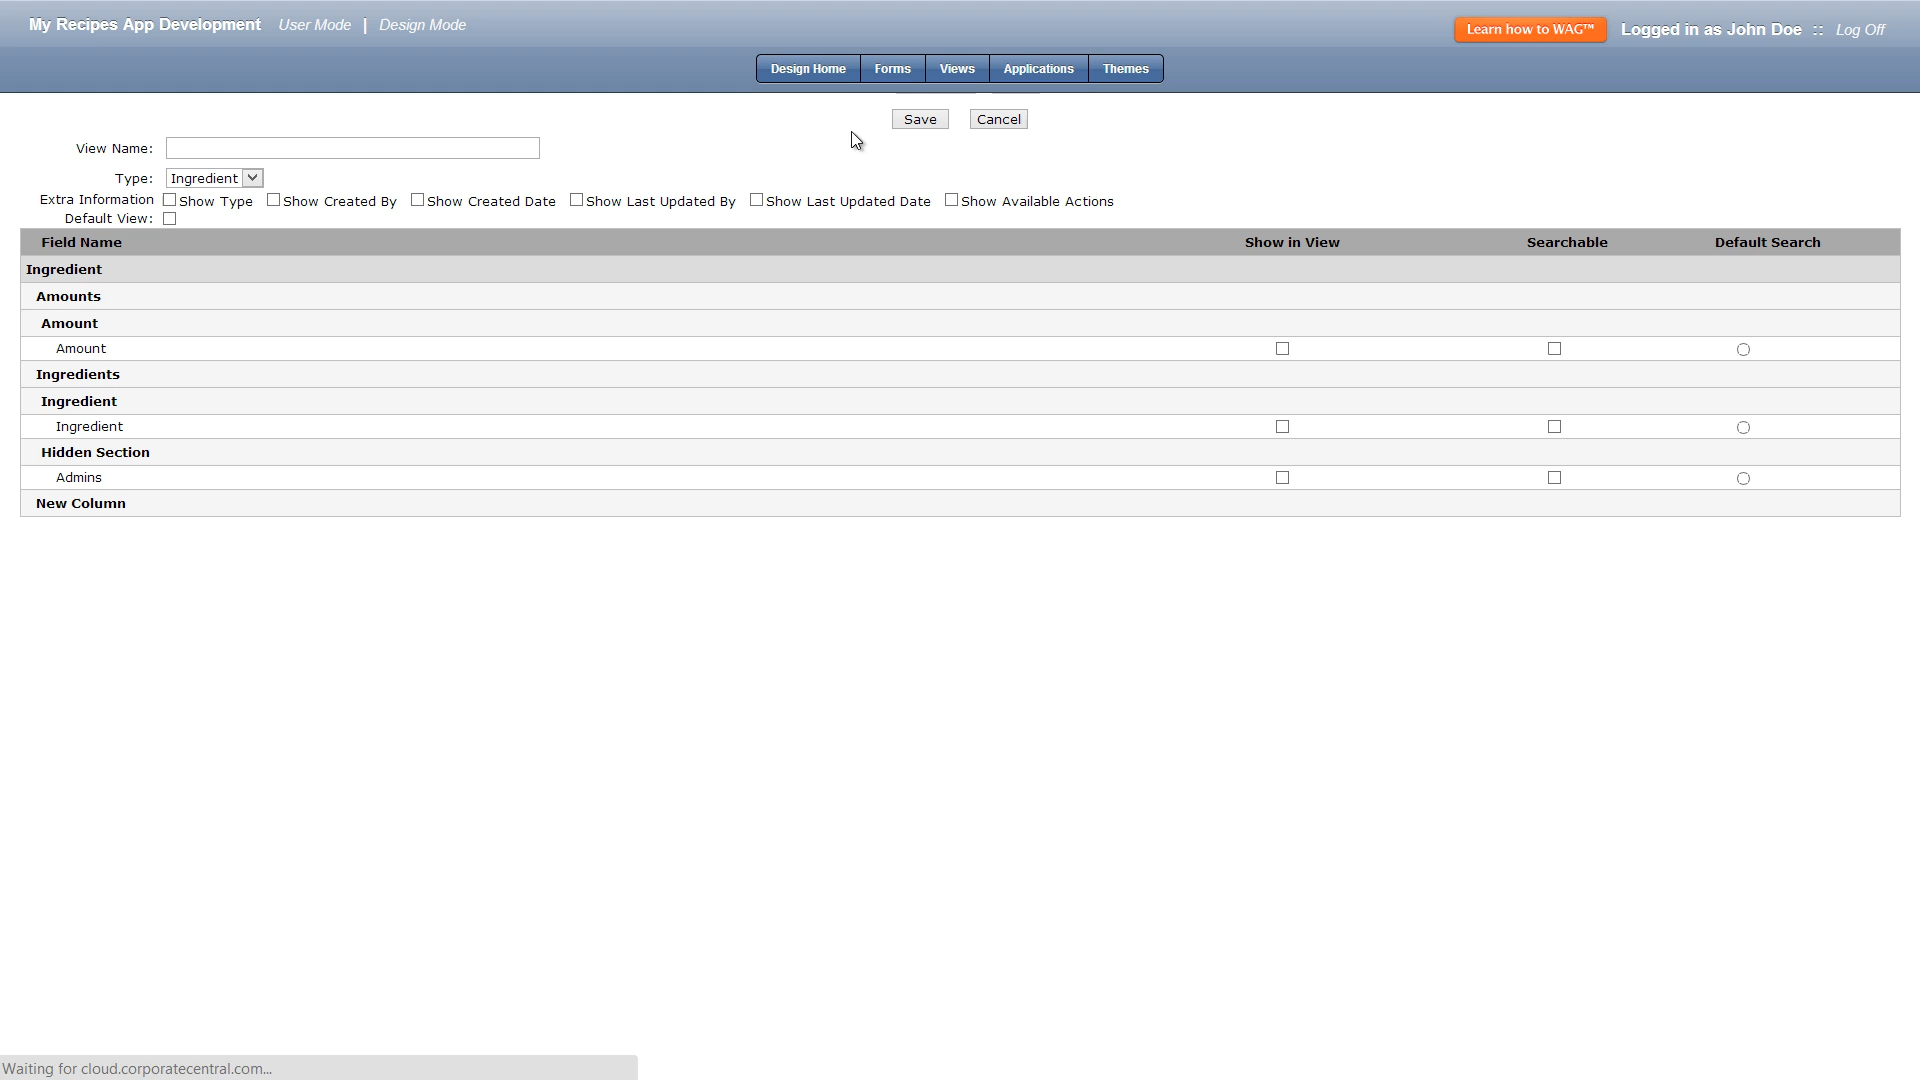 My Recipes App Development User Mode | Design Mode
Learn how to WAG™ Logged in as John Doe :: Log Off
Design Home Forms Views Applications Themes
Save Cancel
View Name:
Type: Ingredient
Extra Information Show Type Show Created By Show Created Date Show Last Updated By Show Last Updated Date Show Available Actions
Default View:
Field Name Show in View Searchable Default Search
Ingredient
Amounts
Amount
Amount
Ingredients
Ingredient
Ingredient
Hidden Section
Admins
New Column
Waiting for cloud.corporatecentral.com...